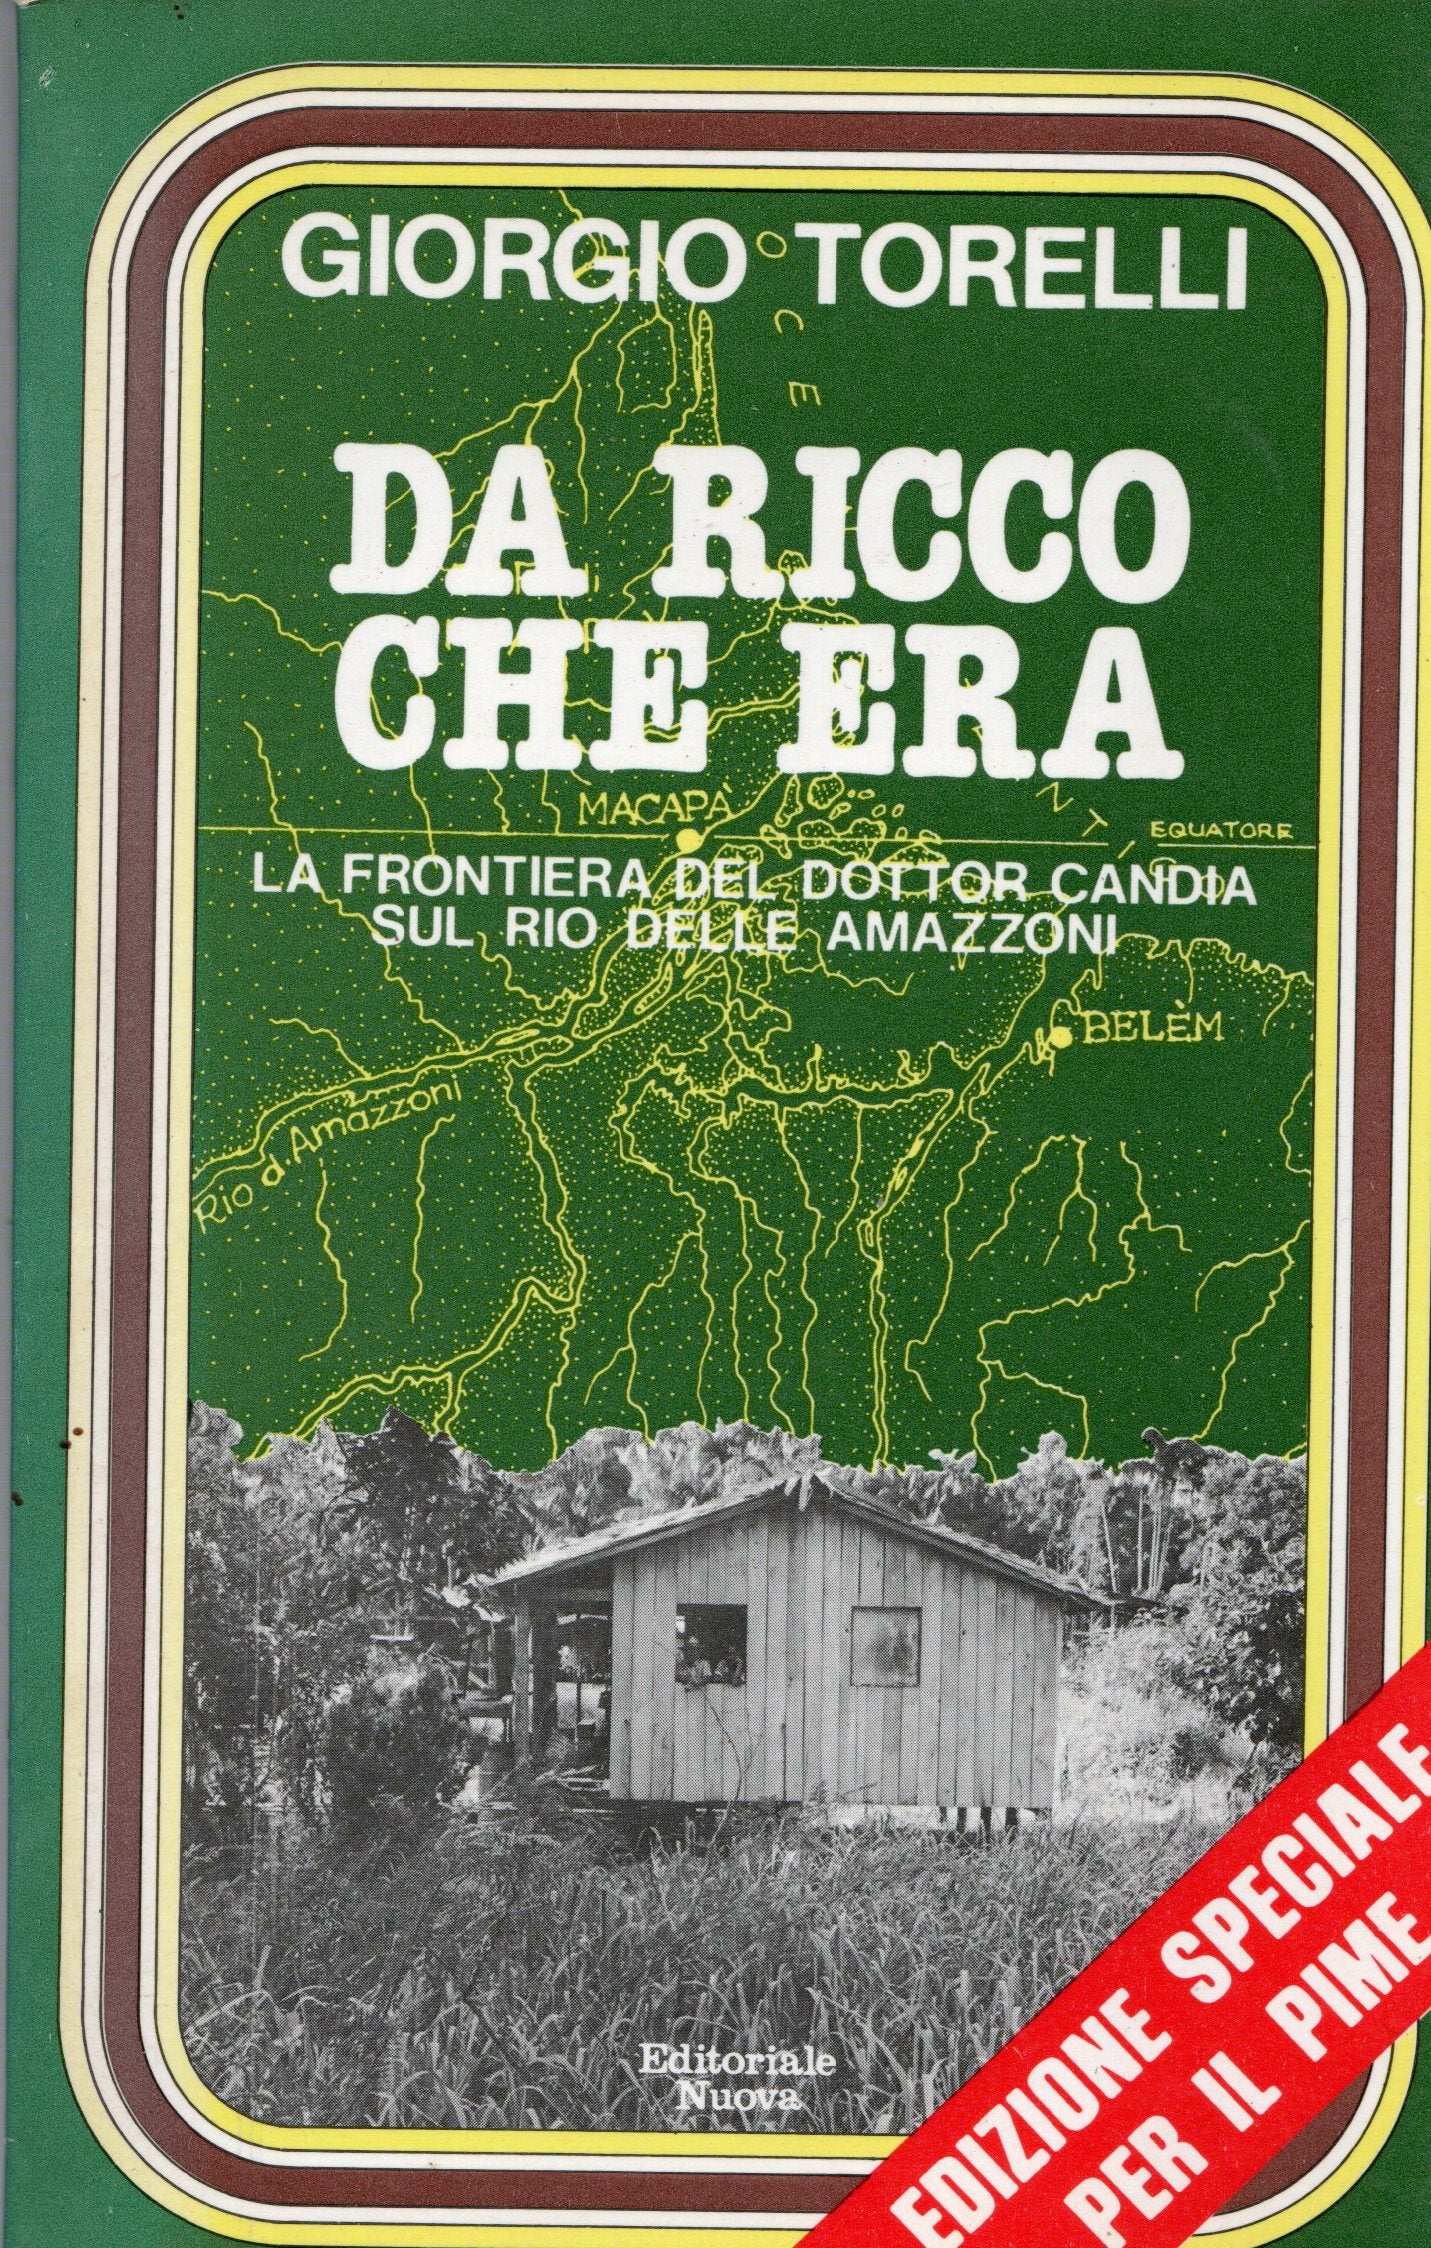 GIORGIO TORELLI
DA RICCO
CHE ERA
MACAPÀ
EQUATORE
LA FRONTIERA DEL DOTTOR CANDIA
SUL RIO DELLE AMAZZONI
BELÈM
Rio d. Amazzoni
Editoriale
Nuova
EDIZIONE SPECIALE
PER IL PIME